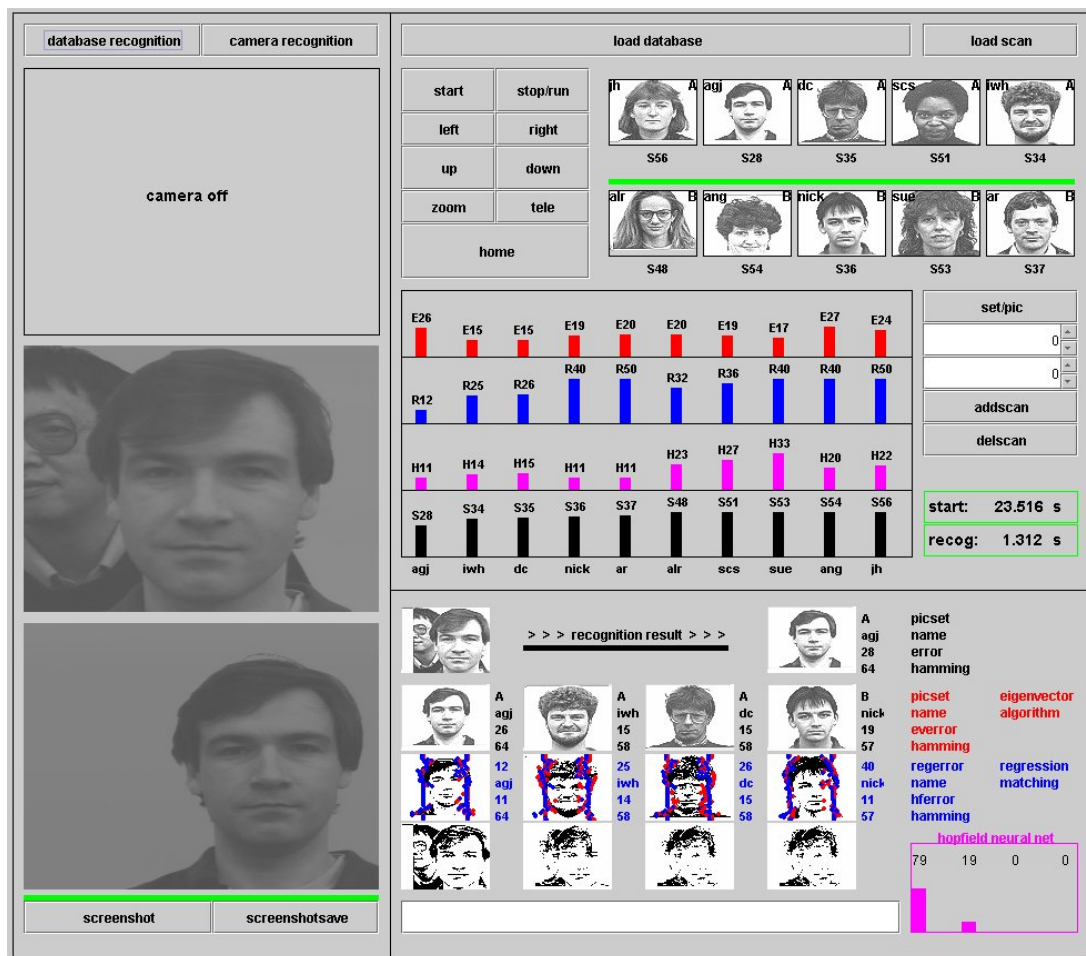 database recognition camera recognition
camera off
screenshot screenshotsave
load database load scan
start stop/run
left right
up down
zoom tele
home
jh A agj A dc A scs A iwh A
S56 S28 S35 S51 S34
alr B ang B nick B sue B ar B
S48 S54 S36 S53 S37
E26 E15 E15 E19 E20 E20 E19 E17 E27 E24
R12 R25 R26 R40 R50 R32 R36 R40 R40 R50
H11 H14 H15 H11 H11 H23 H27 H33 H20 H22
S28 S34 S35 S36 S37 S48 S51 S53 S54 S56
agj iwh dc nick ar alr scs sue ang jh
set/pic
0
0
addscan
delscan
start: 23.516 s
recog: 1.312 s
> > > recognition result > > >
A picset
agj name
28 error
64 hamming
A A A B picset eigenvector
agj iwh dc nick name algorithm
26 15 15 19 everror
64 58 58 57 hamming
12 25 26 40 regerror regression
agj iwh dc nick name matching
11 14 15 11 hferror
64 58 58 57 hamming
hopfield neural net
79 19 0 0